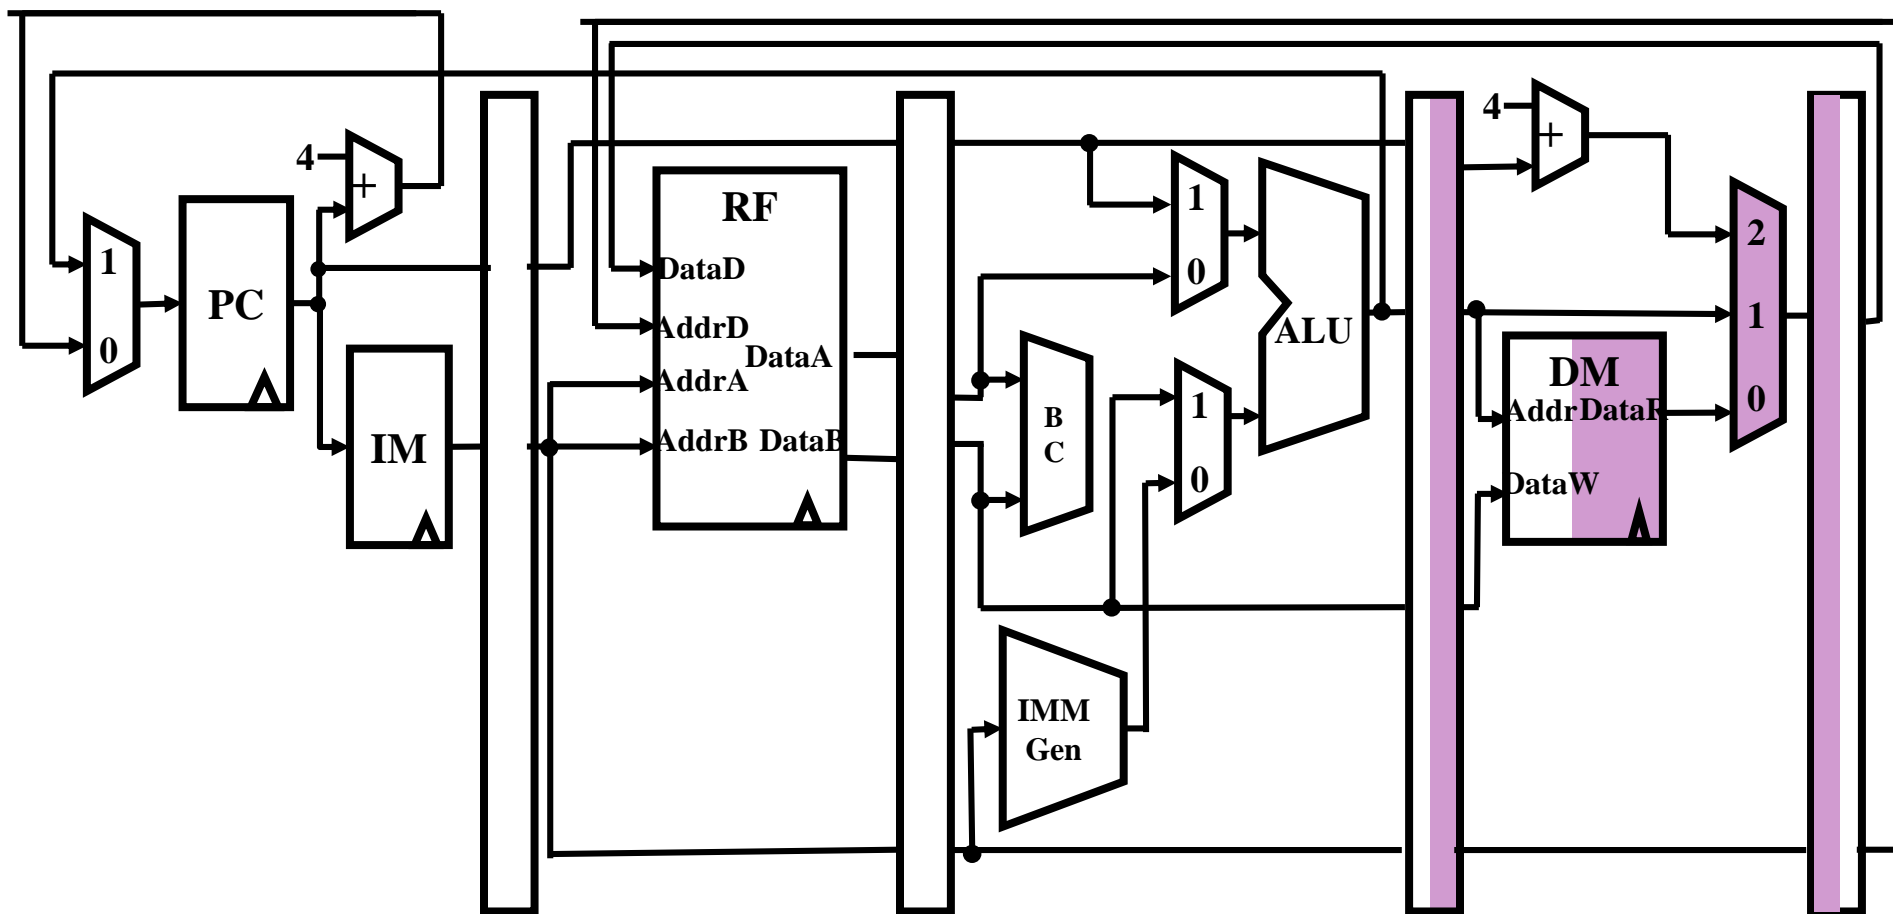 4
+
1
0
PC
IM
RF
DataD
AddrD
DataA
AddrA
AddrB DataB
B
C
1
0
1
0
ALU
IMM
Gen
4
+
DM
Addr DataR
DataW
2
1
0